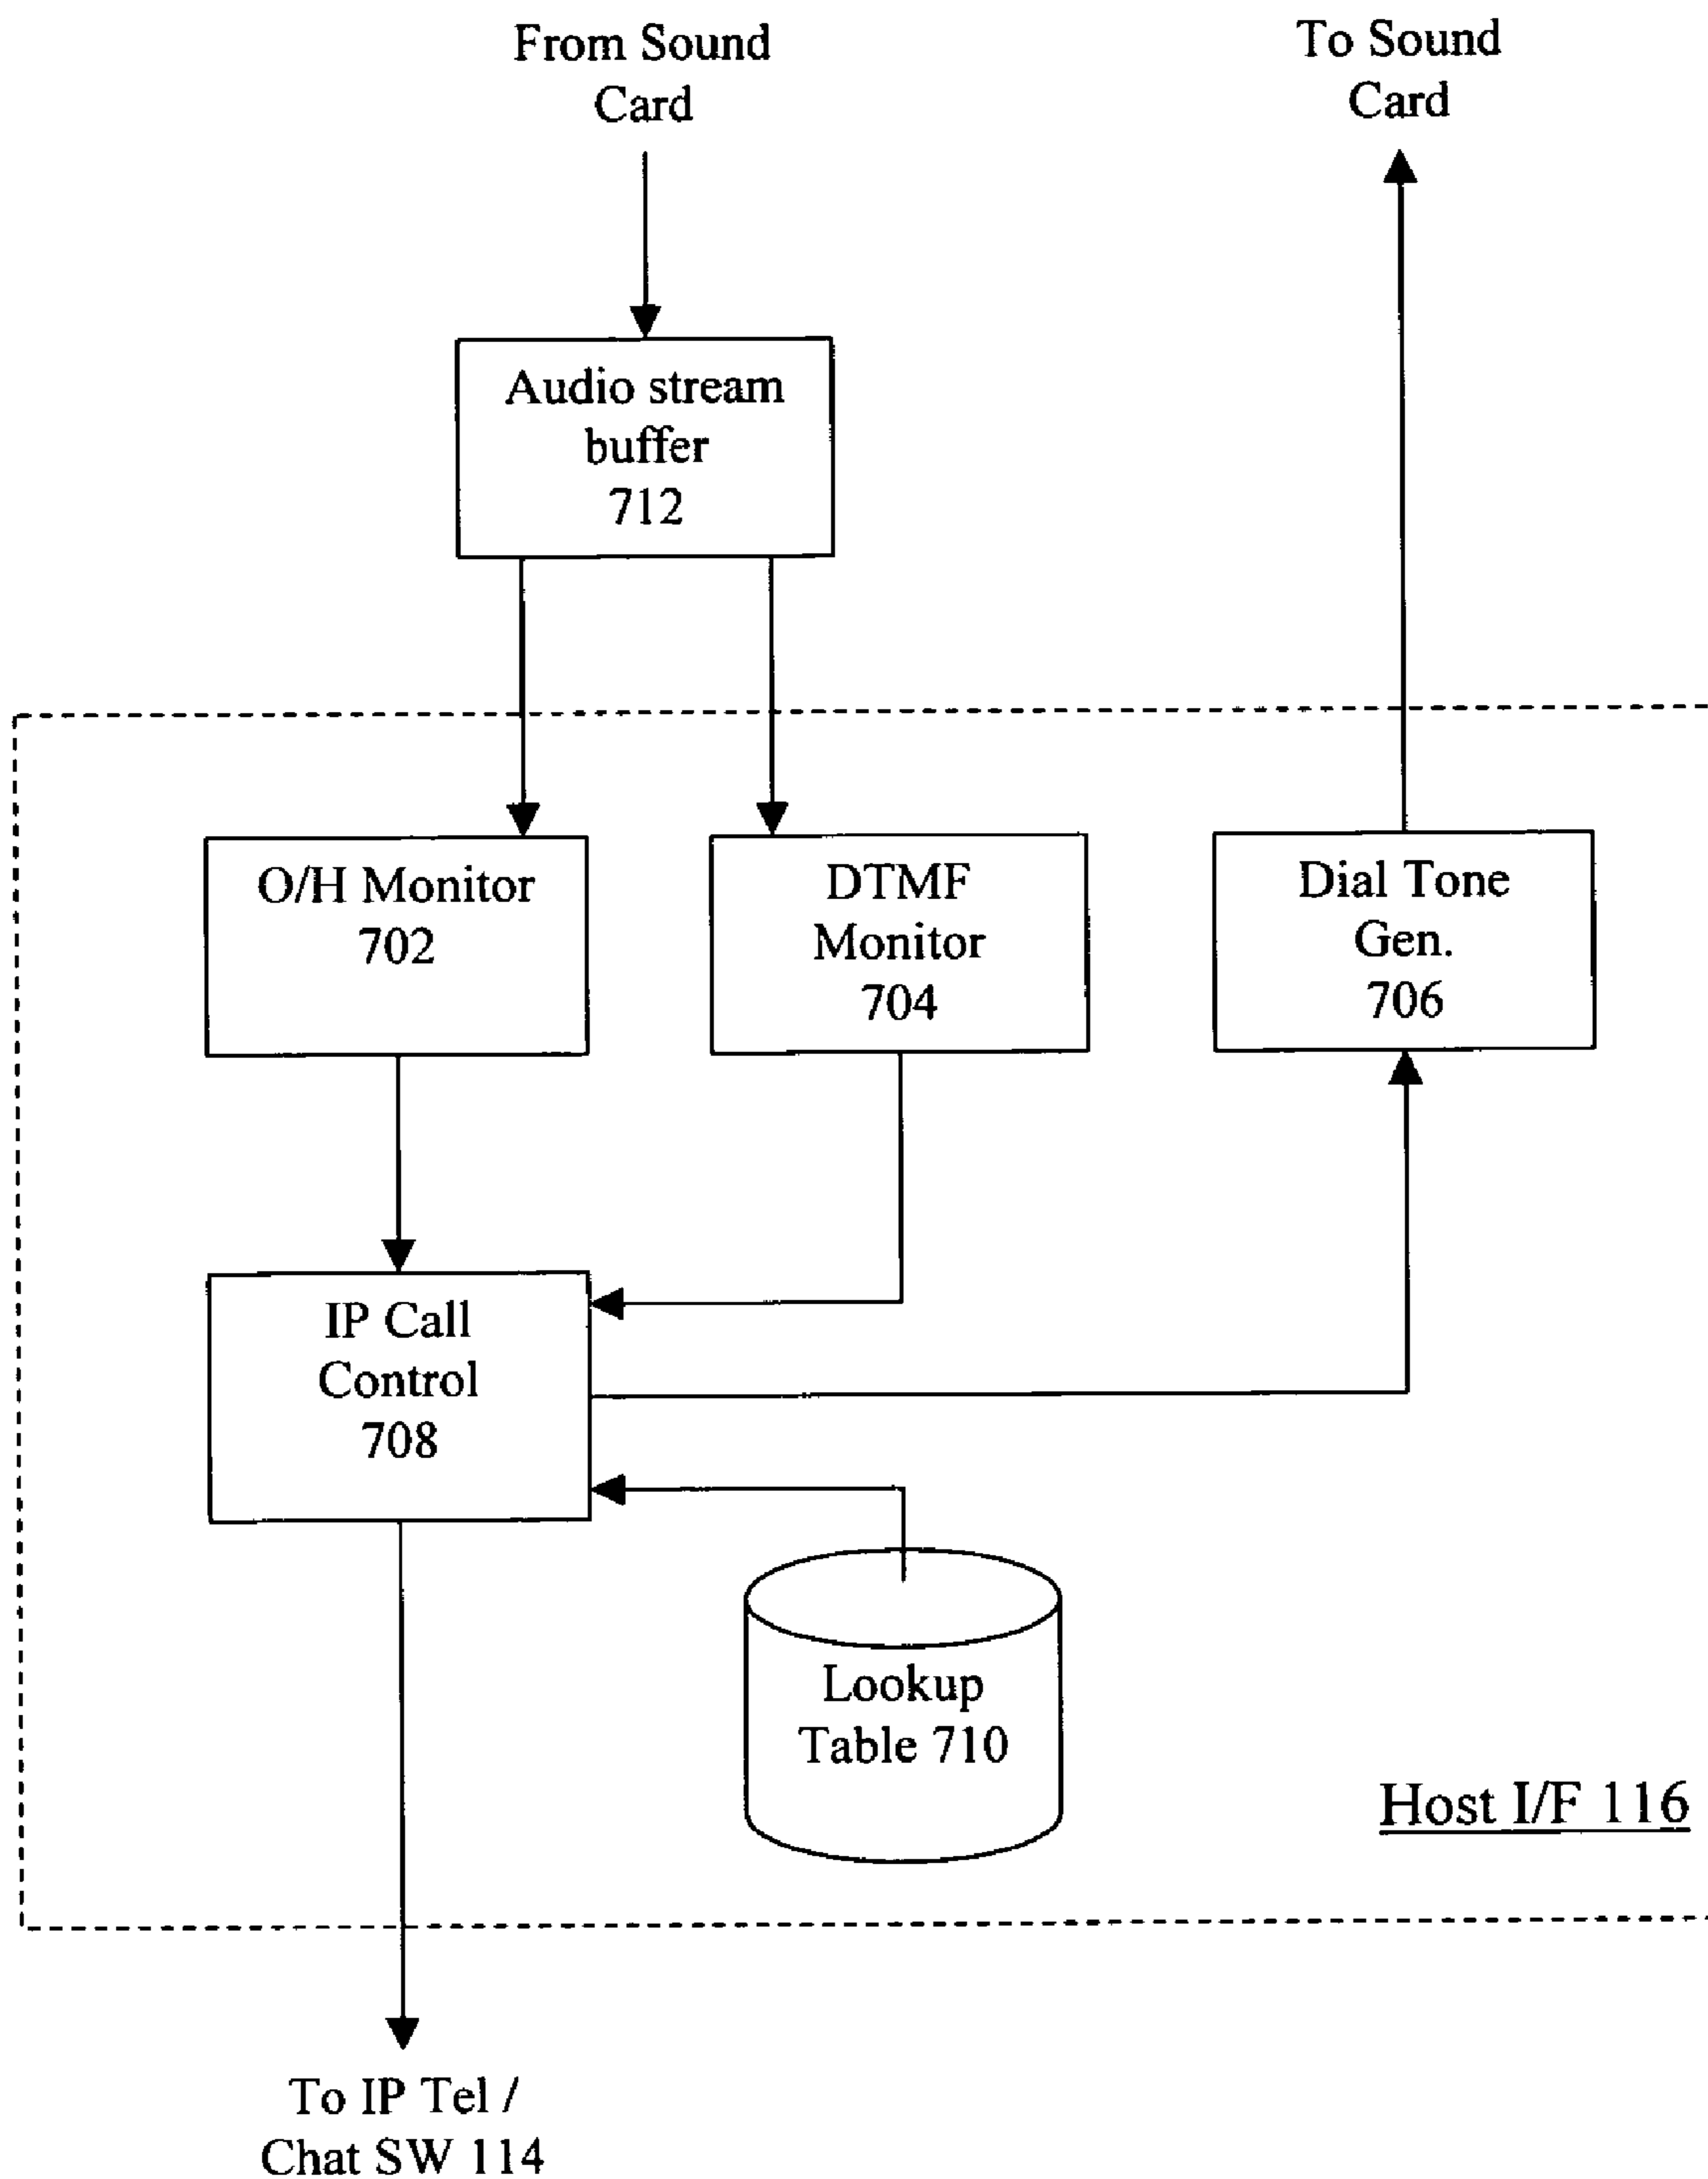 From Sound
Card
To Sound
Card
Audio stream
buffer
712
O/H Monitor
702
DTMF
Monitor
704
Dial Tone
Gen.
706
IP Call
Control
708
Lookup
Table 710
Host I/F 116
To IP Tel /
Chat SW 114